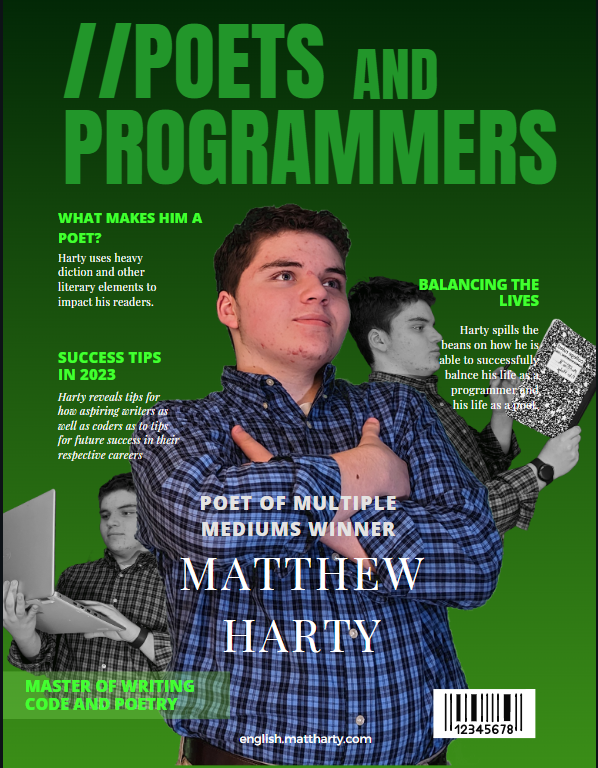 //POETS AND
PROGRAMMERS
WHAT MAKES HIM A
POET?
Harty uses heavy
diction and other
literary elements to
impact his readers.
BALANCING THE
LIVES
Harty spills the
beans on how he is
able to successfully
balnce his life as a
programmer and
his life as a poet.
SUCCESS TIPS
IN 2023
Harty reveals tips for
how aspiring writers as
well as coders as to tips
for future success in their
respective careers
POET OF MULTIPLE
MEDIUMS WINNER
MATTHEW
HARTY
MASTER OF WRITING
CODE AND POETRY
12345678
english.mattharty.com